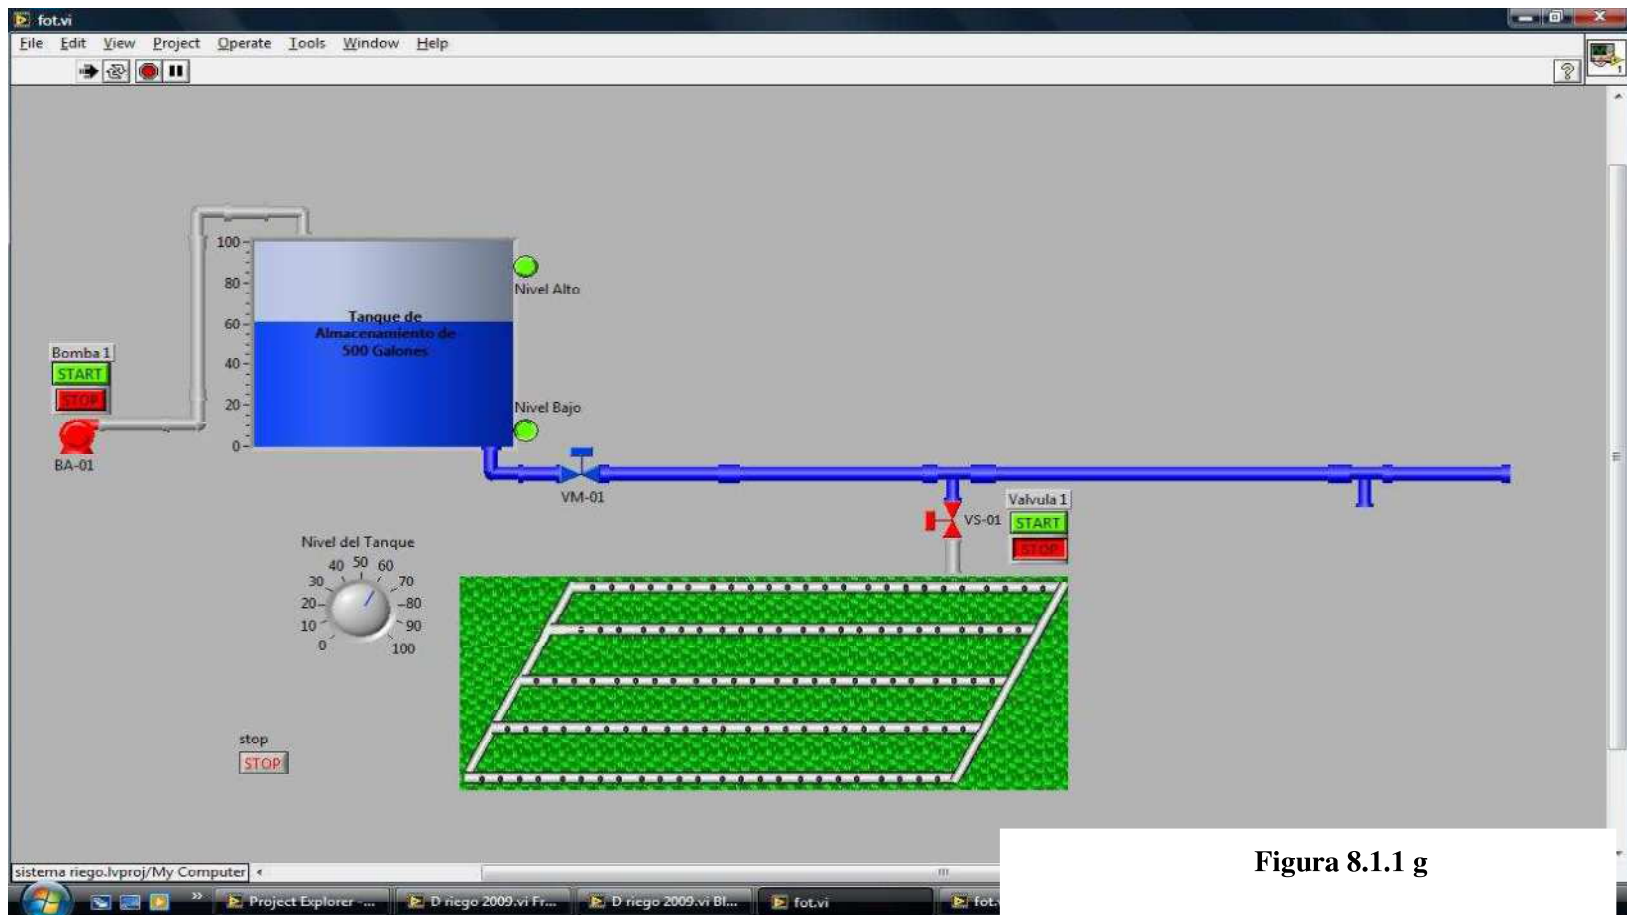 fot.vi
File Edit View Project Operate Tools Window Help
? 1
100
80
60
40
20
0
Tanque de
Almacenamiento de
500 Galones
Nivel Alto
Nivel Bajo
Bomba 1
START
STOP
BA-01
VM-01
VS-01
Valvula 1
START
STOP
Nivel del Tanque
0 10 20 30 40 50 60 70 80 90 100
stop
STOP
Figura 8.1.1 g
sistema riego.lvproj/My Computer
Project Explorer -... D riego 2009.vi Fr... D riego 2009.vi Bl... fot.vi